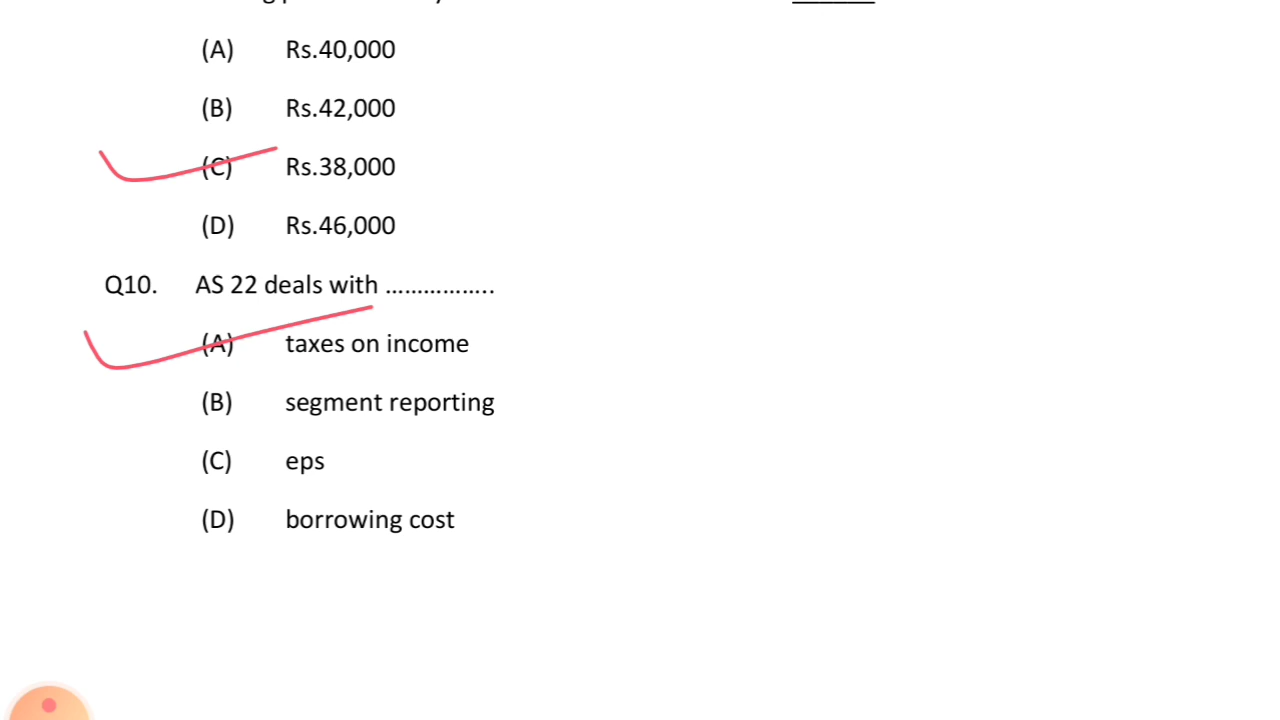 (A) Rs.40,000
(B) Rs.42,000
(C) Rs.38,000
(D) Rs.46,000
Q10. AS 22 deals with ................
(A) taxes on income
(B) segment reporting
(C) eps
(D) borrowing cost